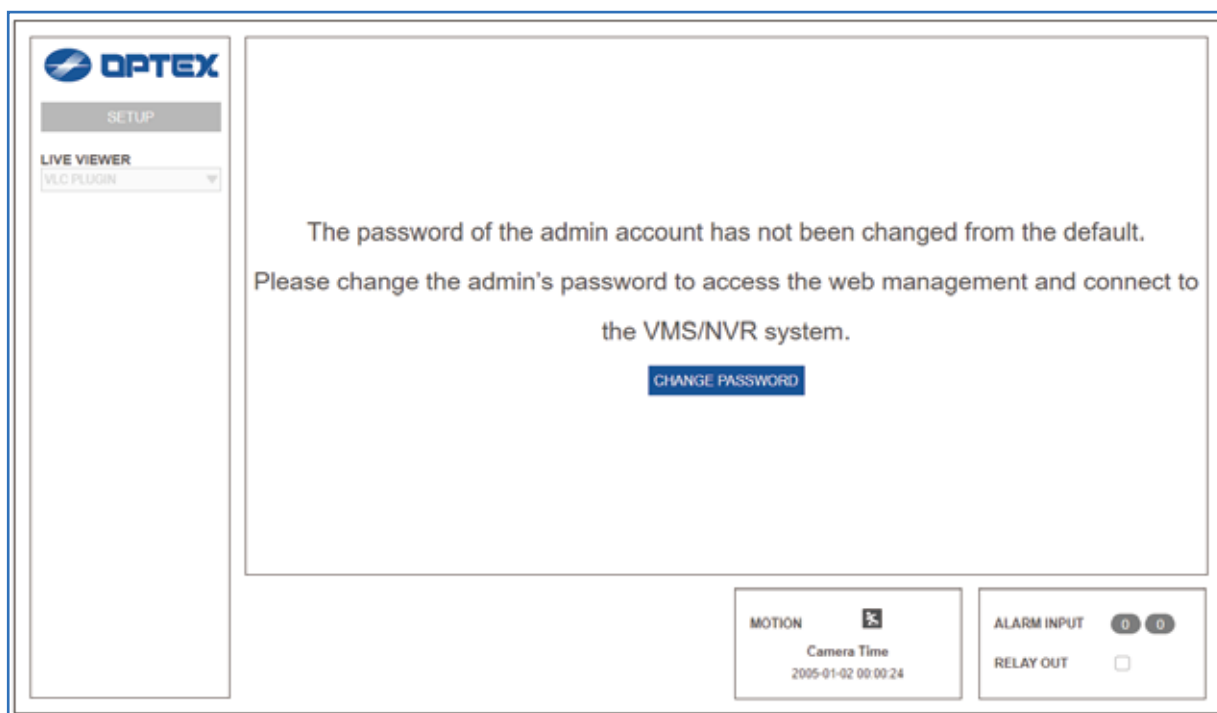 OPTEX
SETUP
LIVE VIEWER
VLC PLUGIN
The password of the admin account has not been changed from the default.
Please change the admin's password to access the web management and connect to
the VMS/NVR system.
CHANGE PASSWORD
MOTION
Camera Time
2005-01-02 00:00:24
ALARM INPUT 0 0
RELAY OUT